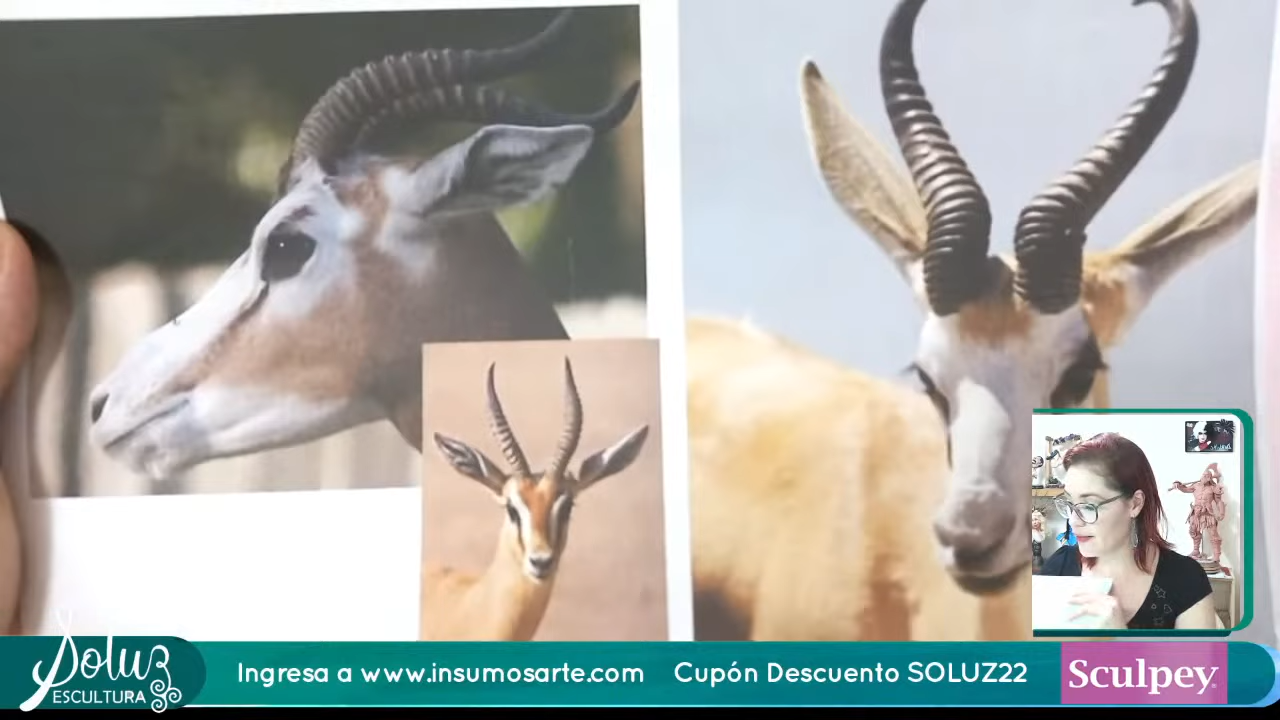 Soluz
ESCULTURA
Ingresa a www.insumosarte.com
Cupón Descuento SOLUZ22
Sculpey